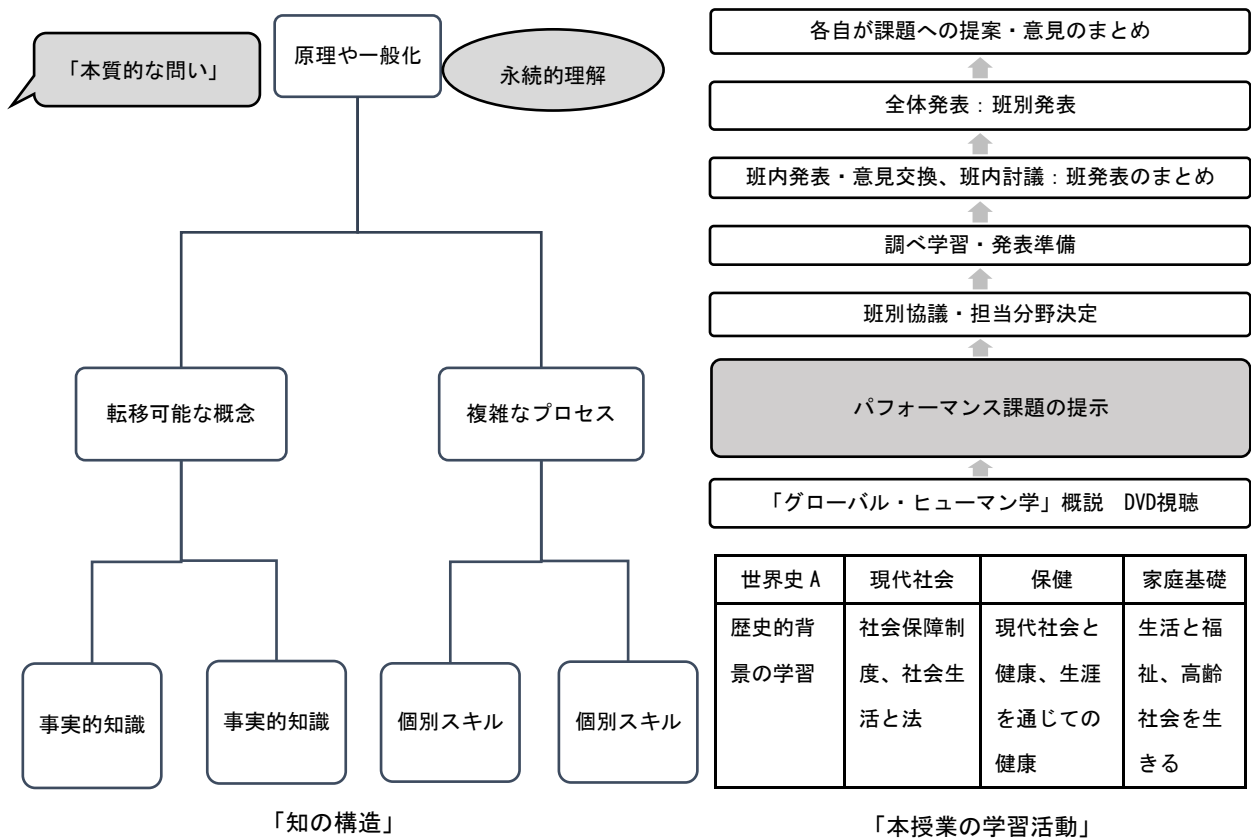 「本質的な問い」
原理や一般化
永続的理解
転移可能な概念
複雑なプロセス
事実的知識
事実的知識
個別スキル
個別スキル
「知の構造」
各自が課題への提案・意見のまとめ
全体発表：班別発表
班内発表・意見交換、班内討議：班発表のまとめ
調べ学習・発表準備
班別協議・担当分野決定
パフォーマンス課題の提示
「グローバル・ヒューマン学」概説　DVD視聴
世界史 A
現代社会
保健
家庭基礎
歴史的背
景の学習
社会保障制
度、社会生
活と法
現代社会と
健康、生涯
を通じての
健康
生活と福
祉、高齢
社会を生
きる
「本授業の学習活動」